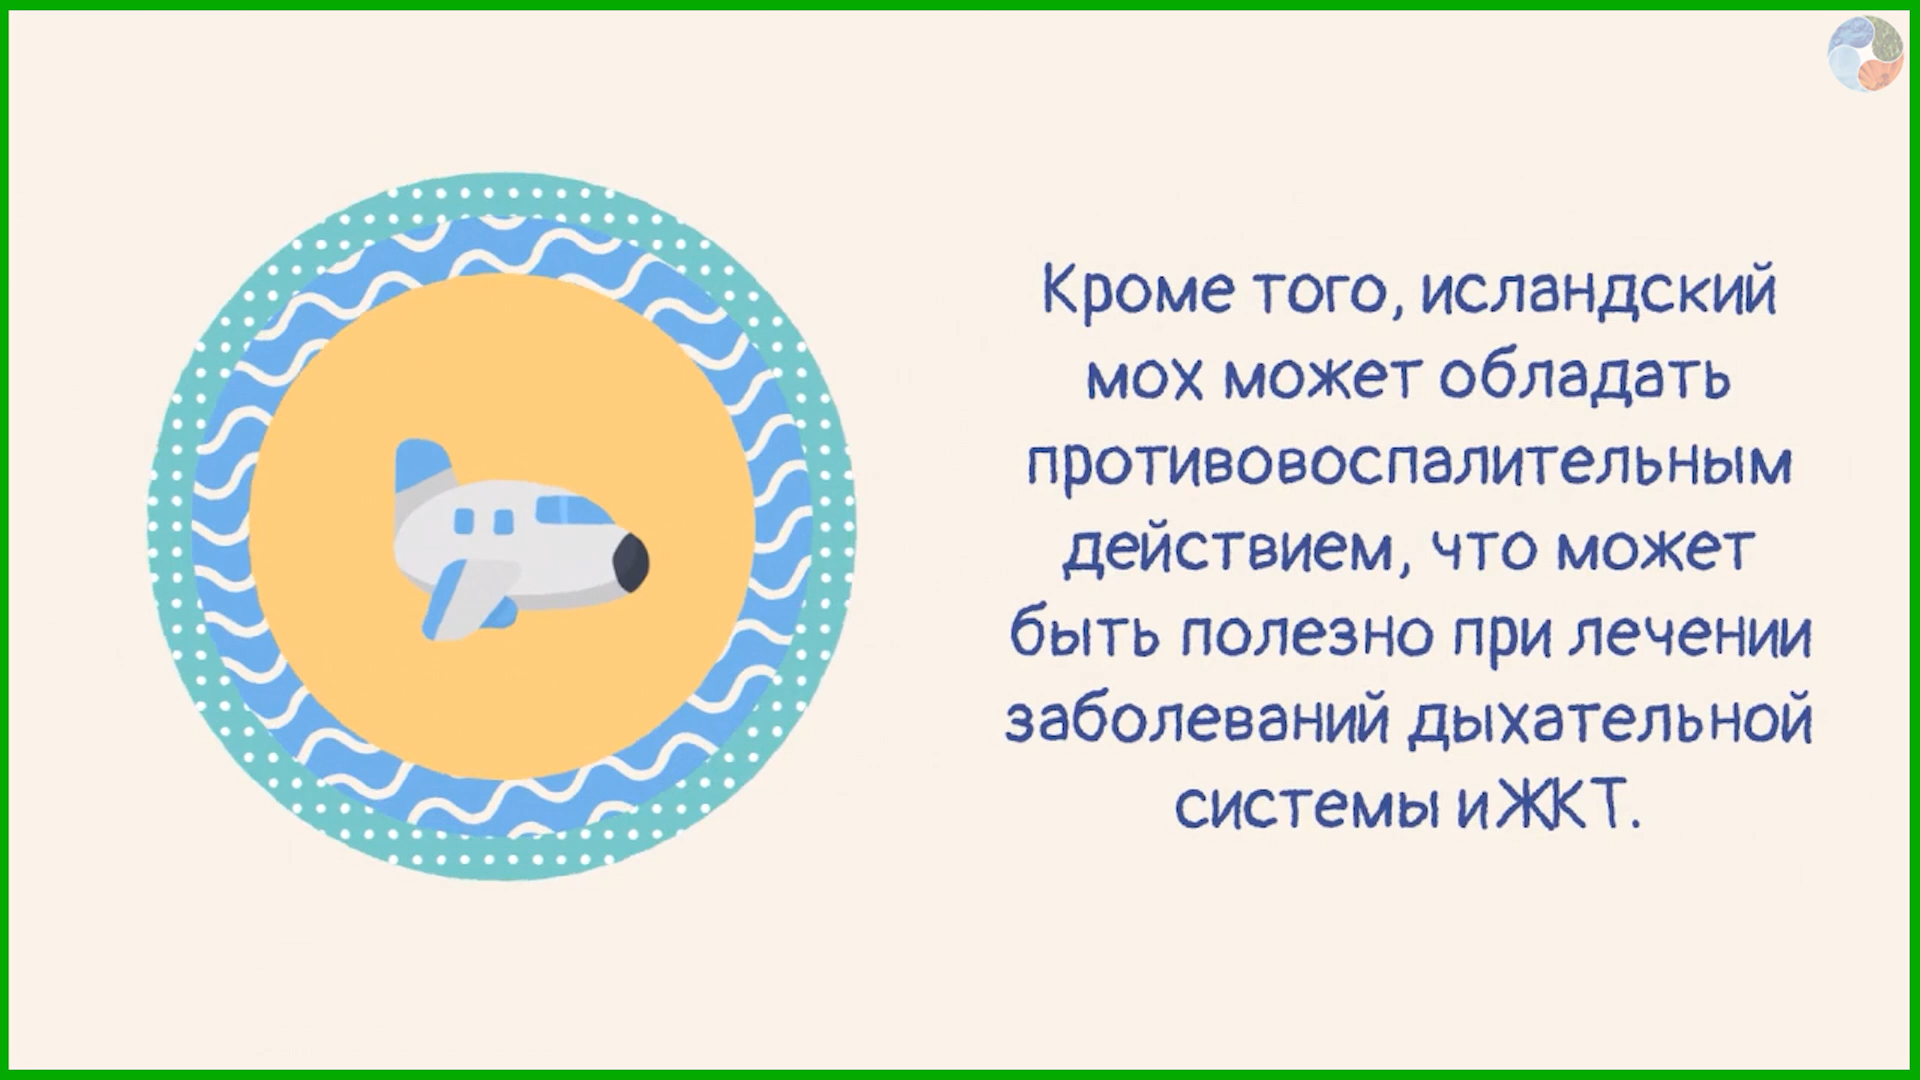 Кроме того, исландский
мох может обладать
противовоспалительным
действием, что может
быть полезно при лечении
заболеваний дыхательной
системы и ЖКТ.